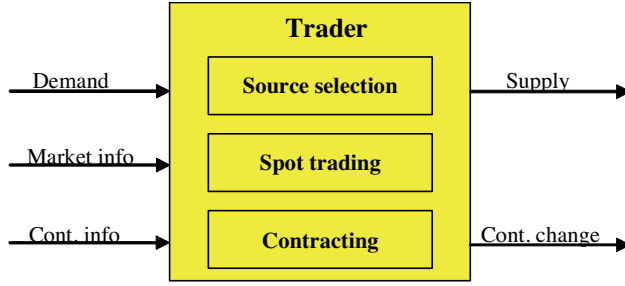 Trader
Demand
Source selection
Supply
Market info
Spot trading
Cont. info
Contracting
Cont. change